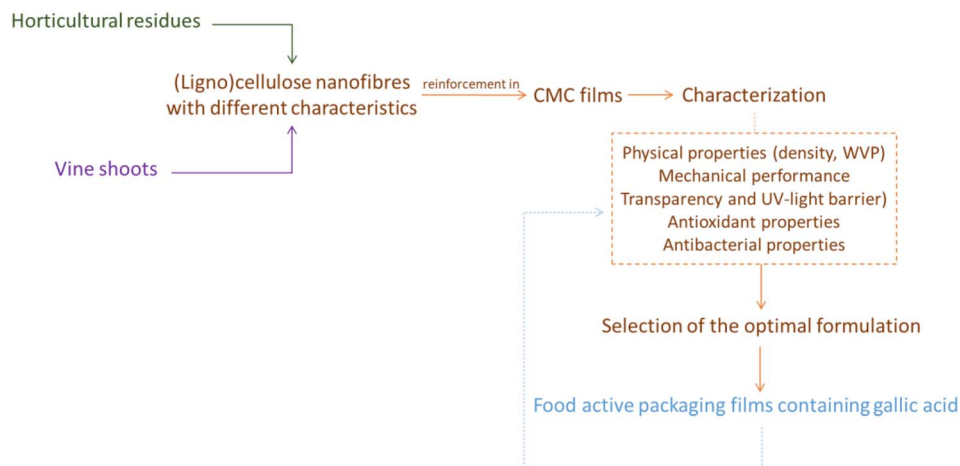 Horticultural residues
(Ligno)cellulose nanofibres
with different characteristics
reinforcement in
CMC films
Characterization
Vine shoots
Physical properties (density, WVP)
Mechanical performance
Transparency and UV-light barrier)
Antioxidant properties
Antibacterial properties
Selection of the optimal formulation
Food active packaging films containing gallic acid